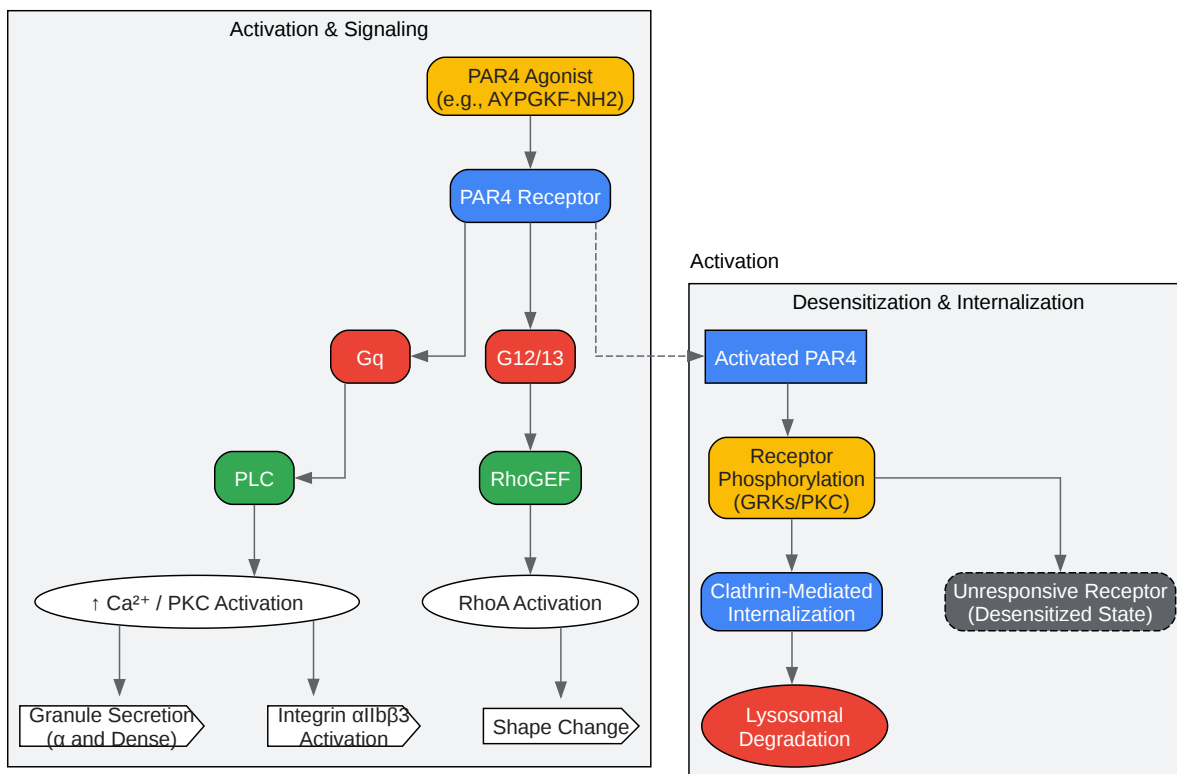 Activation & Signaling
PAR4 Agonist
(e.g., AYPGKF-NH2)
PAR4 Receptor
Gq
G12/13
PLC
RhoGEF
↑ Ca²⁺ / PKC Activation
RhoA Activation
Granule Secretion
(α and Dense)
Integrin αIIbβ3
Activation
Shape Change
Activation
Desensitization & Internalization
Activated PAR4
Receptor
Phosphorylation
(GRKs/PKC)
Clathrin-Mediated
Internalization
Unresponsive Receptor
(Desensitized State)
Lysosomal
Degradation